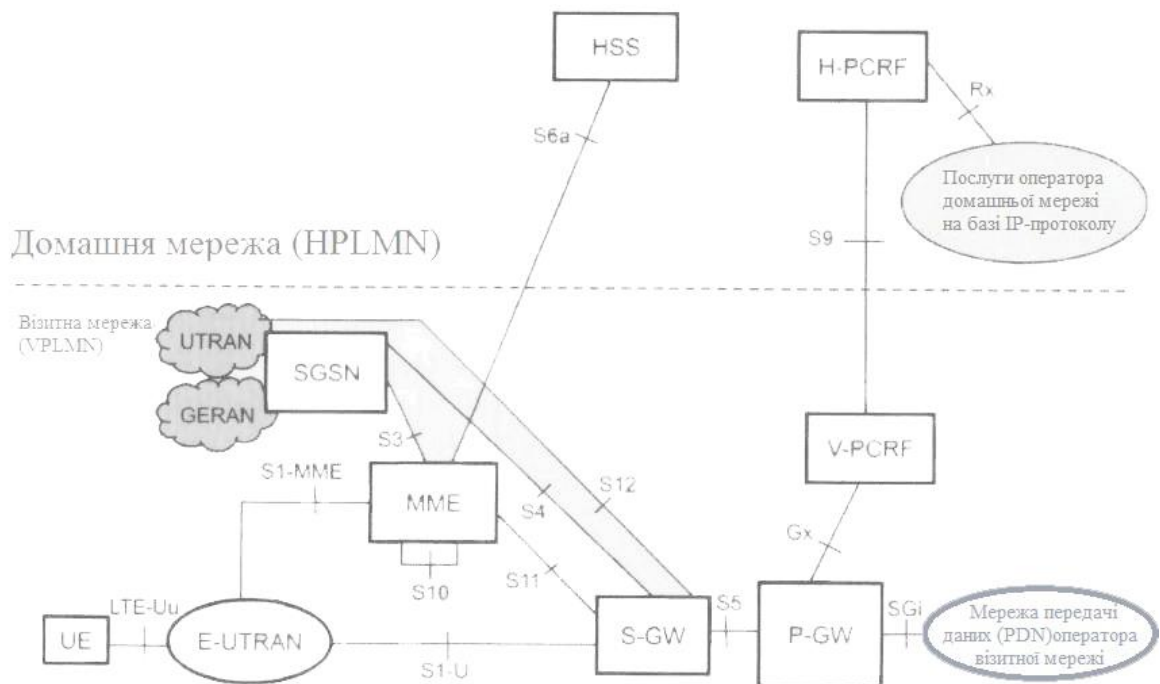 HSS
H-PCRF
Rx
S6a
Послуги оператора
домашньої мережі
на базі IP-протоколу
Домашня мережа (HPLMN)
S9
Візитна мережа
(VPLMN)
UTRAN
SGSN
GERAN
S3
V-PCRF
S1-MME
MME
S4
S12
Gx
S10
S11
LTE-Uu
S5
SGi
UE
E-UTRAN
S1-U
S-GW
P-GW
Мережа передачі
даних (PDN)оператора
візитної мережі